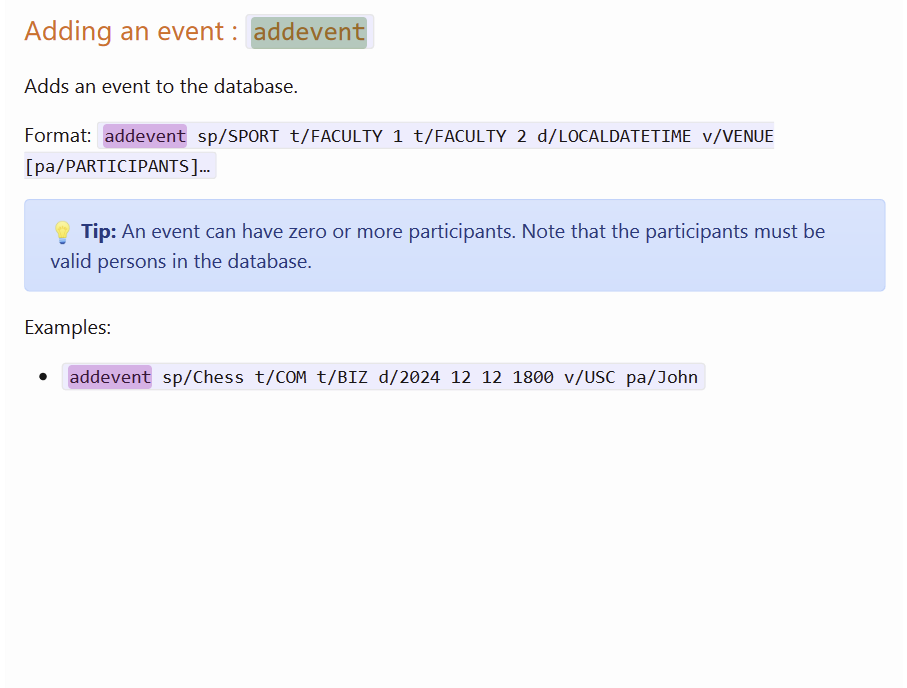 Adding an event : addevent
Adds an event to the database.
Format: addevent sp/SPORT t/FACULTY 1 t/FACULTY 2 d/LOCALDATETIME v/VENUE
[pa/PARTICIPANTS]…
💡 Tip: An event can have zero or more participants. Note that the participants must be
valid persons in the database.
Examples:
• addevent sp/Chess t/COM t/BIZ d/2024 12 12 1800 v/USC pa/John